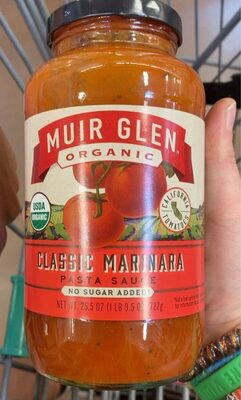 MUIR GLEN.
ORGANIC
USDA
ORGANIC
CALIFORNIA
TOMATOES
CLASSIC MARINARA
PASTA SAUCE
NO SUGAR ADDED*
NET WT. 25.5 OZ (1 LB 9.5 OZ) 722g